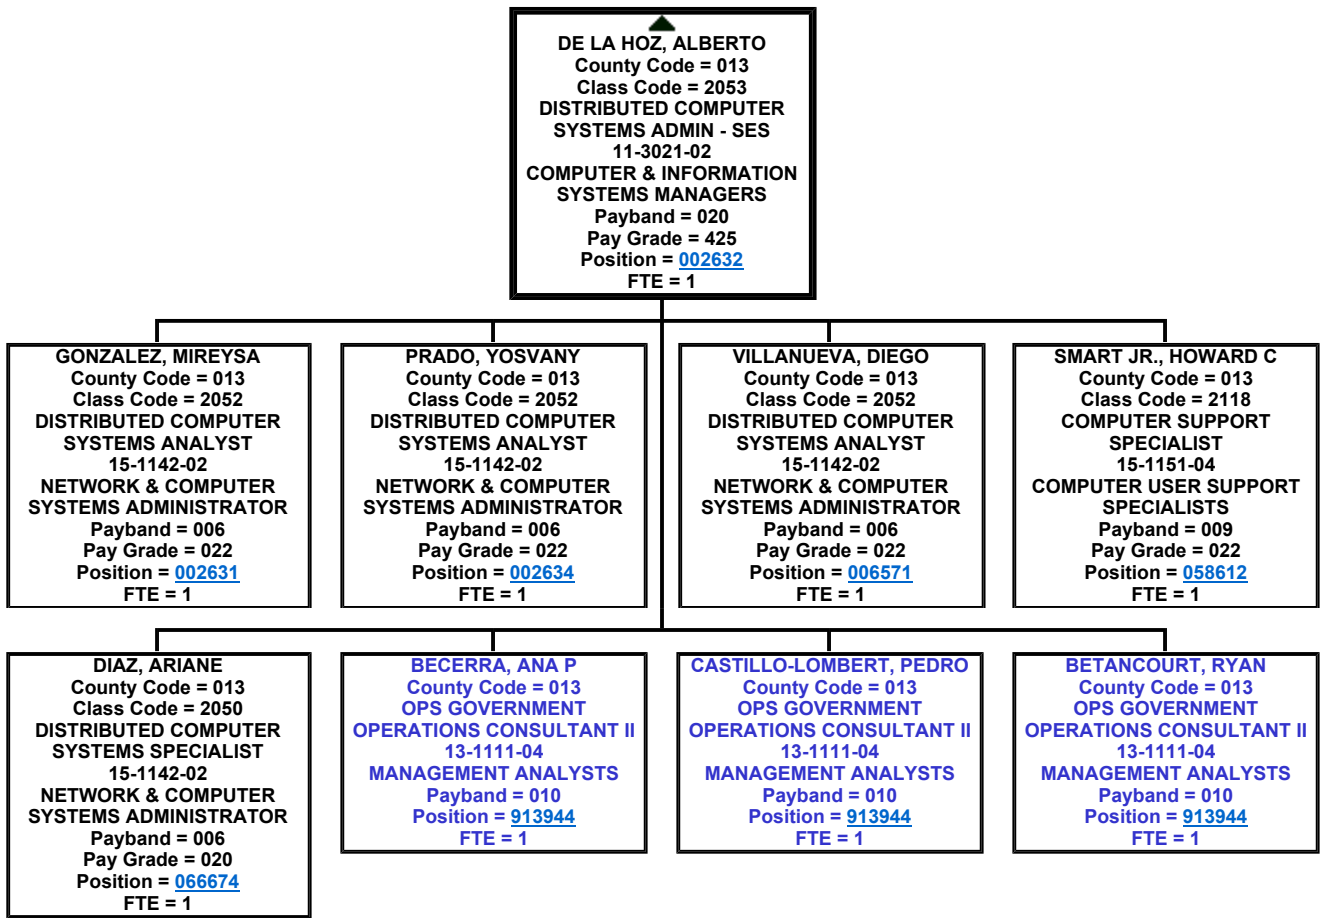 DE LA HOZ, ALBERTO
County Code = 013
Class Code = 2053
DISTRIBUTED COMPUTER
SYSTEMS ADMIN - SES
11-3021-02
COMPUTER & INFORMATION
SYSTEMS MANAGERS
Payband = 020
Pay Grade = 425
Position = 002632
FTE = 1
GONZALEZ, MIREYSA
County Code = 013
Class Code = 2052
DISTRIBUTED COMPUTER
SYSTEMS ANALYST
15-1142-02
NETWORK & COMPUTER
SYSTEMS ADMINISTRATOR
Payband = 006
Pay Grade = 022
Position = 002631
FTE = 1
PRADO, YOSVANY
County Code = 013
Class Code = 2052
DISTRIBUTED COMPUTER
SYSTEMS ANALYST
15-1142-02
NETWORK & COMPUTER
SYSTEMS ADMINISTRATOR
Payband = 006
Pay Grade = 022
Position = 002634
FTE = 1
VILLANUEVA, DIEGO
County Code = 013
Class Code = 2052
DISTRIBUTED COMPUTER
SYSTEMS ANALYST
15-1142-02
NETWORK & COMPUTER
SYSTEMS ADMINISTRATOR
Payband = 006
Pay Grade = 022
Position = 006571
FTE = 1
SMART JR., HOWARD C
County Code = 013
Class Code = 2118
COMPUTER SUPPORT
SPECIALIST
15-1151-04
COMPUTER USER SUPPORT
SPECIALISTS
Payband = 009
Pay Grade = 022
Position = 058612
FTE = 1
DIAZ, ARIANE
County Code = 013
Class Code = 2050
DISTRIBUTED COMPUTER
SYSTEMS SPECIALIST
15-1142-02
NETWORK & COMPUTER
SYSTEMS ADMINISTRATOR
Payband = 006
Pay Grade = 020
Position = 066674
FTE = 1
BECERRA, ANA P
County Code = 013
OPS GOVERNMENT
OPERATIONS CONSULTANT II
13-1111-04
MANAGEMENT ANALYSTS
Payband = 010
Position = 913944
FTE = 1
CASTILLO-LOMBERT, PEDRO
County Code = 013
OPS GOVERNMENT
OPERATIONS CONSULTANT II
13-1111-04
MANAGEMENT ANALYSTS
Payband = 010
Position = 913944
FTE = 1
BETANCOURT, RYAN
County Code = 013
OPS GOVERNMENT
OPERATIONS CONSULTANT II
13-1111-04
MANAGEMENT ANALYSTS
Payband = 010
Position = 913944
FTE = 1